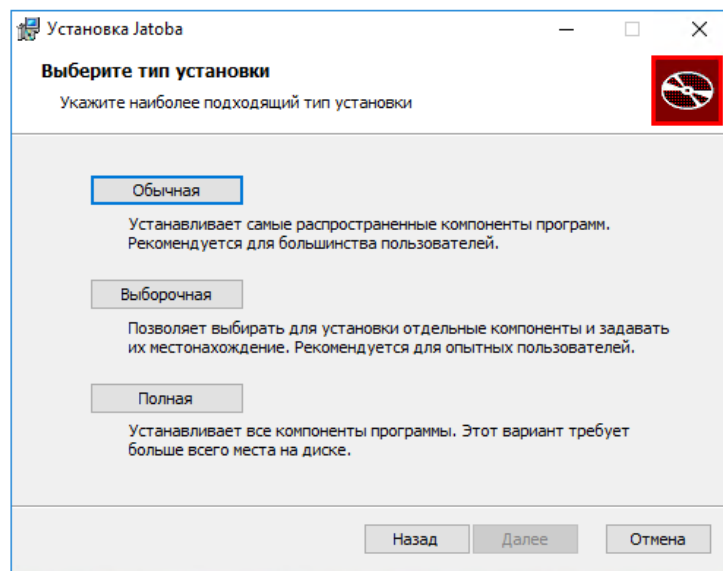 Установка Jatoba
Выберите тип установки
Укажите наиболее подходящий тип установки
Обычная
Устанавливает самые распространенные компоненты программ.
Рекомендуется для большинства пользователей.
Выборочная
Позволяет выбирать для установки отдельные компоненты и задавать
их местонахождение. Рекомендуется для опытных пользователей.
Полная
Устанавливает все компоненты программы. Этот вариант требует
больше всего места на диске.
Назад
Далее
Отмена